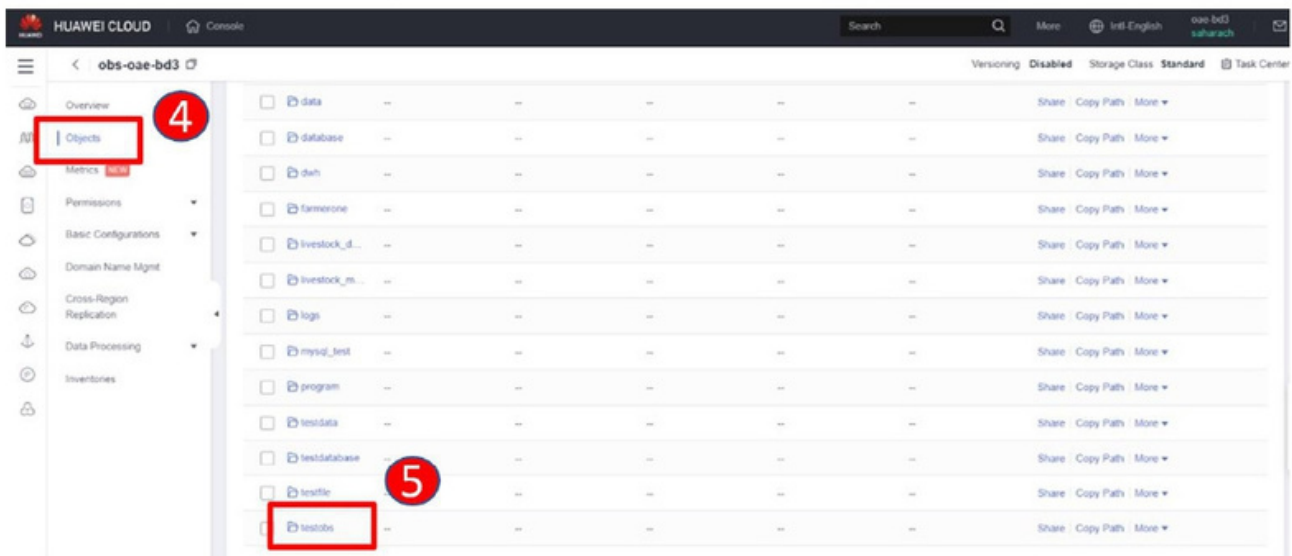 HUAWEI
HUAWEI CLOUD Console Search More Intl-English oae-bd3
saharach
obs-oae-bd3 Versioning Disabled Storage Class Standard Task Center
Overview
4
Objects
Metrics NEW
Permissions
Basic Configurations
Domain Name Mgmt
Cross-Region
Replication
Data Processing
Inventories
data -- -- -- -- -- Share Copy Path More
database -- -- -- -- -- Share Copy Path More
dwh -- -- -- -- -- Share Copy Path More
farmerone -- -- -- -- -- Share Copy Path More
livestock_d... -- -- -- -- -- Share Copy Path More
livestock_m... -- -- -- -- -- Share Copy Path More
logs -- -- -- -- -- Share Copy Path More
mysql_test -- -- -- -- -- Share Copy Path More
program -- -- -- -- -- Share Copy Path More
testdata -- -- -- -- -- Share Copy Path More
testdatabase -- -- -- -- -- Share Copy Path More
5
testfile -- -- -- -- -- Share Copy Path More
testobs -- -- -- -- -- Share Copy Path More